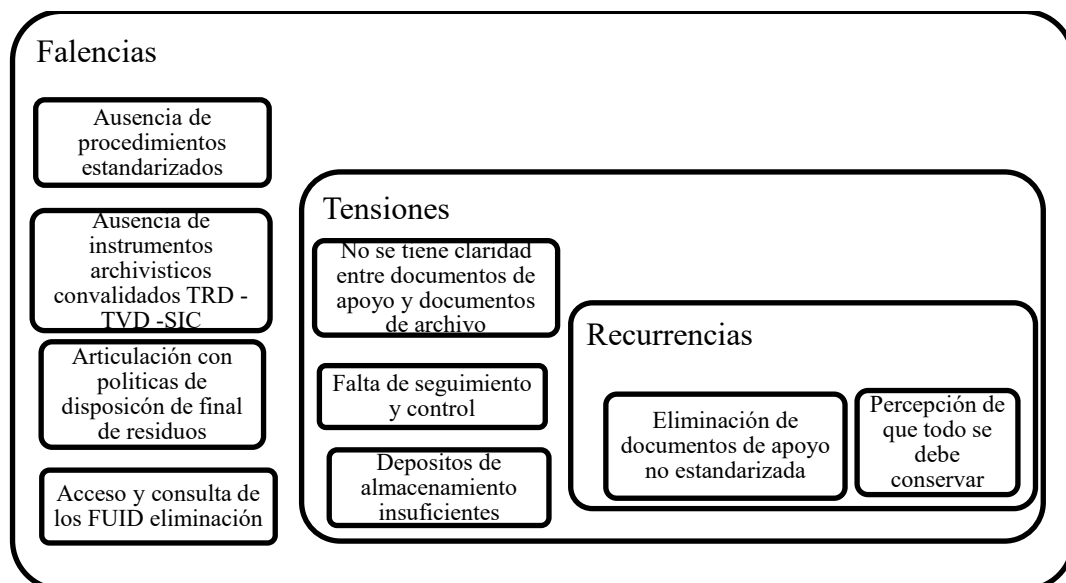 Falencias
Ausencia de
procedimientos
estandarizados
Ausencia de
instrumentos
archivisticos
convalidados TRD -
TVD -SIC
Articulación con
politicas de
disposicón de final
de residuos
Acceso y consulta de
los FUID eliminación
Tensiones
No se tiene claridad
entre documentos de
apoyo y documentos
de archivo
Falta de seguimiento
y control
Depositos de
almacenamiento
insuficientes
Recurrencias
Eliminación de
documentos de apoyo
no estandarizada
Percepción de
que todo se
debe
conservar